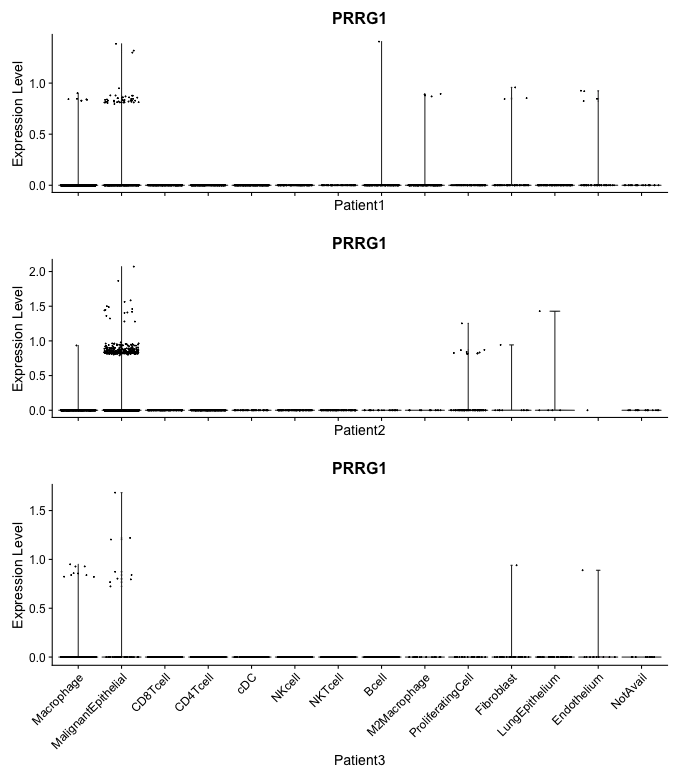 PRRG1
Expression Level
1.0
0.5
0.0
Patient1
PRRG1
Expression Level
2.0
1.5
1.0
0.5
0.0
Patient2
PRRG1
Expression Level
1.5
1.0
0.5
0.0
Macrophage
MalignantEpithelial
CD8Tcell
CD4Tcell
cDC
NKcell
NKTcell
Bcell
M2Macrophage
ProliferatingCell
Fibroblast
LungEpithelium
Endothelium
NotAvail
Patient3